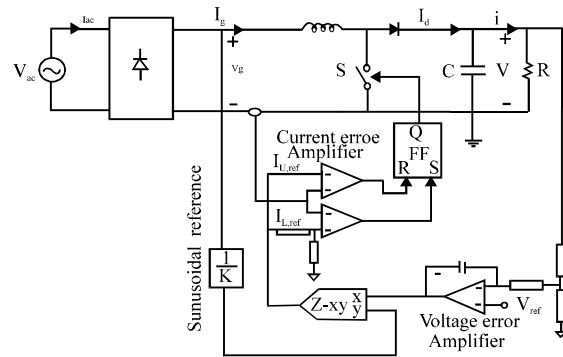 Iac
Ig
Id
i
Vac
Vg
S
C
V
R
Q
FF
R S
Current erroe
Amplifier
IU,ref
IL,ref
Sunusoidal reference
1
K
Z-xy
x
y
Vref
Voltage error
Amplifier